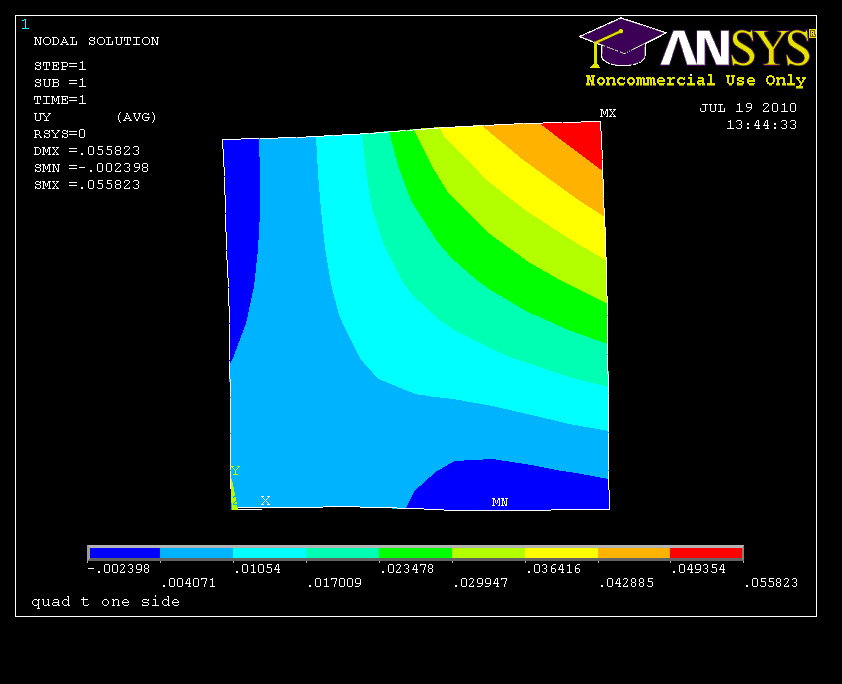 1
NODAL SOLUTION
STEP=1
SUB =1
TIME=1
UY (AVG)
RSYS=0
DMX =.055823
SMN =-.002398
SMX =.055823
ANSYS®
Noncommercial Use Only
JUL 19 2010
13:44:33
MX
Y
X
MN
-.002398 .01054 .023478 .036416 .049354
.004071 .017009 .029947 .042885 .055823
quad t one side